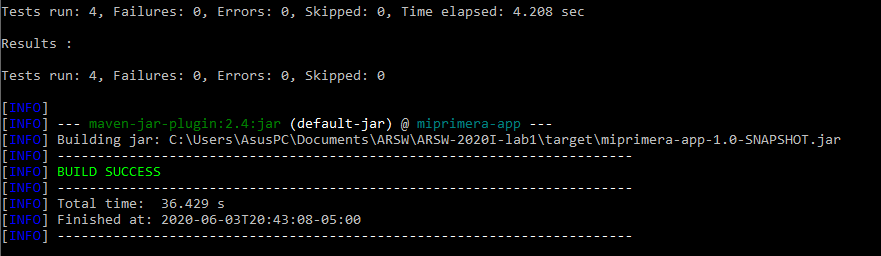 Tests run: 4, Failures: 0, Errors: 0, Skipped: 0, Time elapsed: 4.208 sec
Results :
Tests run: 4, Failures: 0, Errors: 0, Skipped: 0
[INFO]
[INFO] --- maven-jar-plugin:2.4:jar (default-jar) @ miprimera-app ---
[INFO] Building jar: C:\Users\AsusPC\Documents\ARSW\ARSW-2020I-lab1\target\miprimera-app-1.0-SNAPSHOT.jar
[INFO] ------------------------------------------------------------------------
[INFO] BUILD SUCCESS
[INFO] ------------------------------------------------------------------------
[INFO] Total time:  36.429 s
[INFO] Finished at: 2020-06-03T20:43:08-05:00
[INFO] ------------------------------------------------------------------------